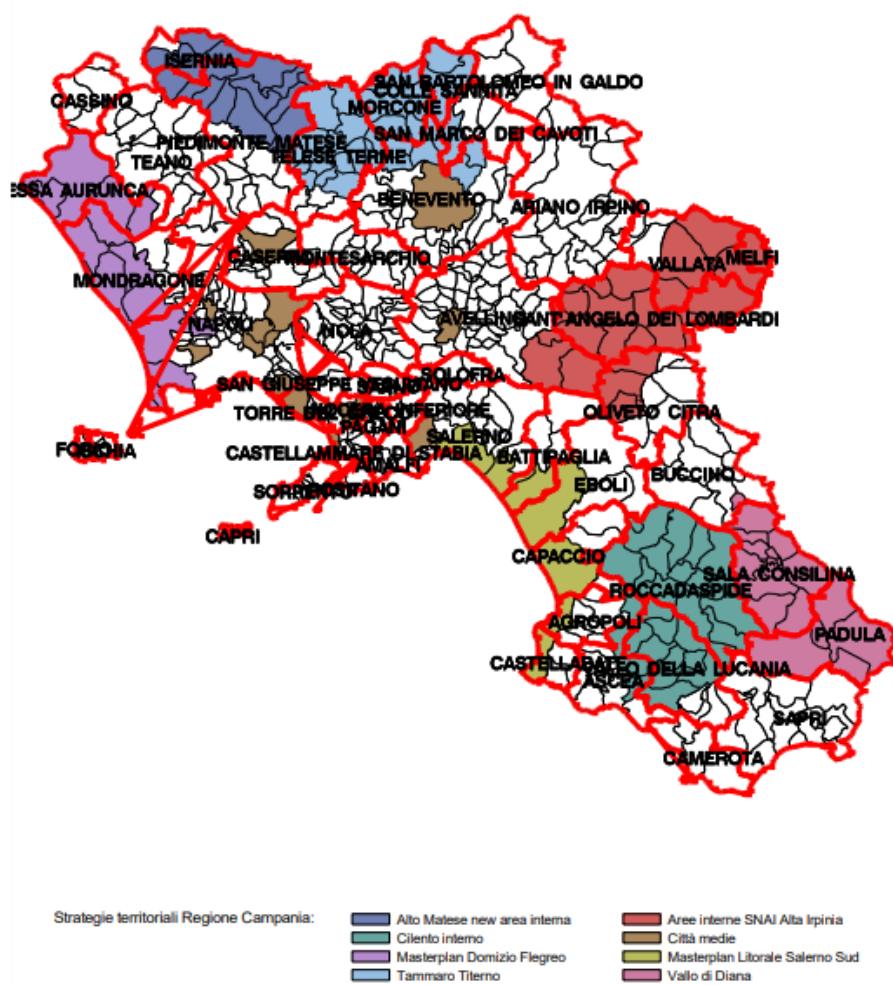 ISERNIA
SAN BARTOLOMEO IN GALDO
COLLE SANNITA
CASSINO
MORCONE
SAN MARCO DEI CAVOTI
PIEDIMONTE MATESE
TEANO
TELESE TERME
ESSA AURUNCA
BENEVENTO
ARIANO IRPINO
VALLATA
MELFI
MONDRAGONE
MONTESARCHIO
NAPOLI
NOLA
AVELLINO
SANT'ANGELO DEI LOMBARDI
SOLOFRA
SAN GIUSEPPE VESUVIANO
OLIVETO CITRA
TORRE DEL GRECO
NOCERA INFERIORE
PAGANI
SALERNO
CASTELLAMMARE DI STABIA
BATTIPAGLIA
AMALFI
EBOLI
BUCCINO
SORRENTO
POSITANO
CAPRI
CAPACCIO
SALA CONSILINA
ROCCADASPIDE
AGROPOLI
PADULA
CASTELLABATE
DELLA LUCANIA
ASCEA
SAPRI
CAMEROTA
Strategie territoriali Regione Campania:
Alto Matese new area interna
Cilento interno
Masterplan Domizio Flegreo
Tammaro Titerno
Aree interne SNAI Alta Irpinia
Città medie
Masterplan Litorale Salerno Sud
Vallo di Diana